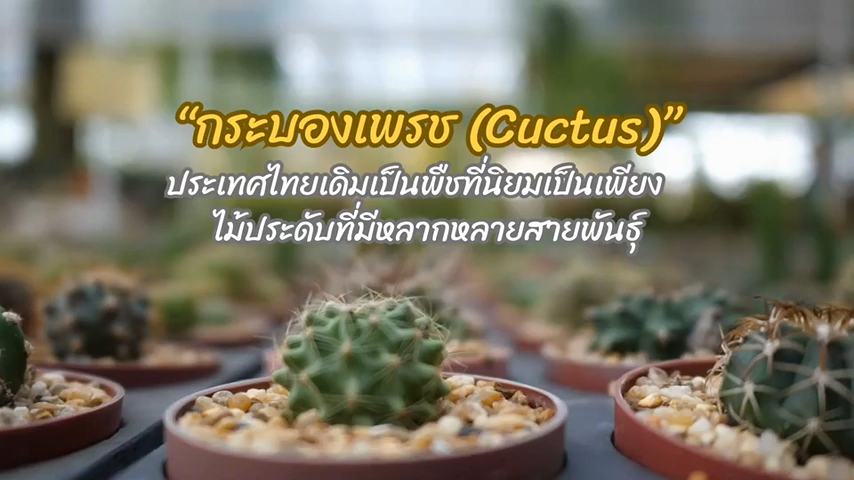 “กระบองเพรช (Cuctus)”
ประเทศไทยเดิมเป็นพืชที่นิยมเป็นเพียง
ไม้ประดับที่มีหลากหลายสายพันธุ์